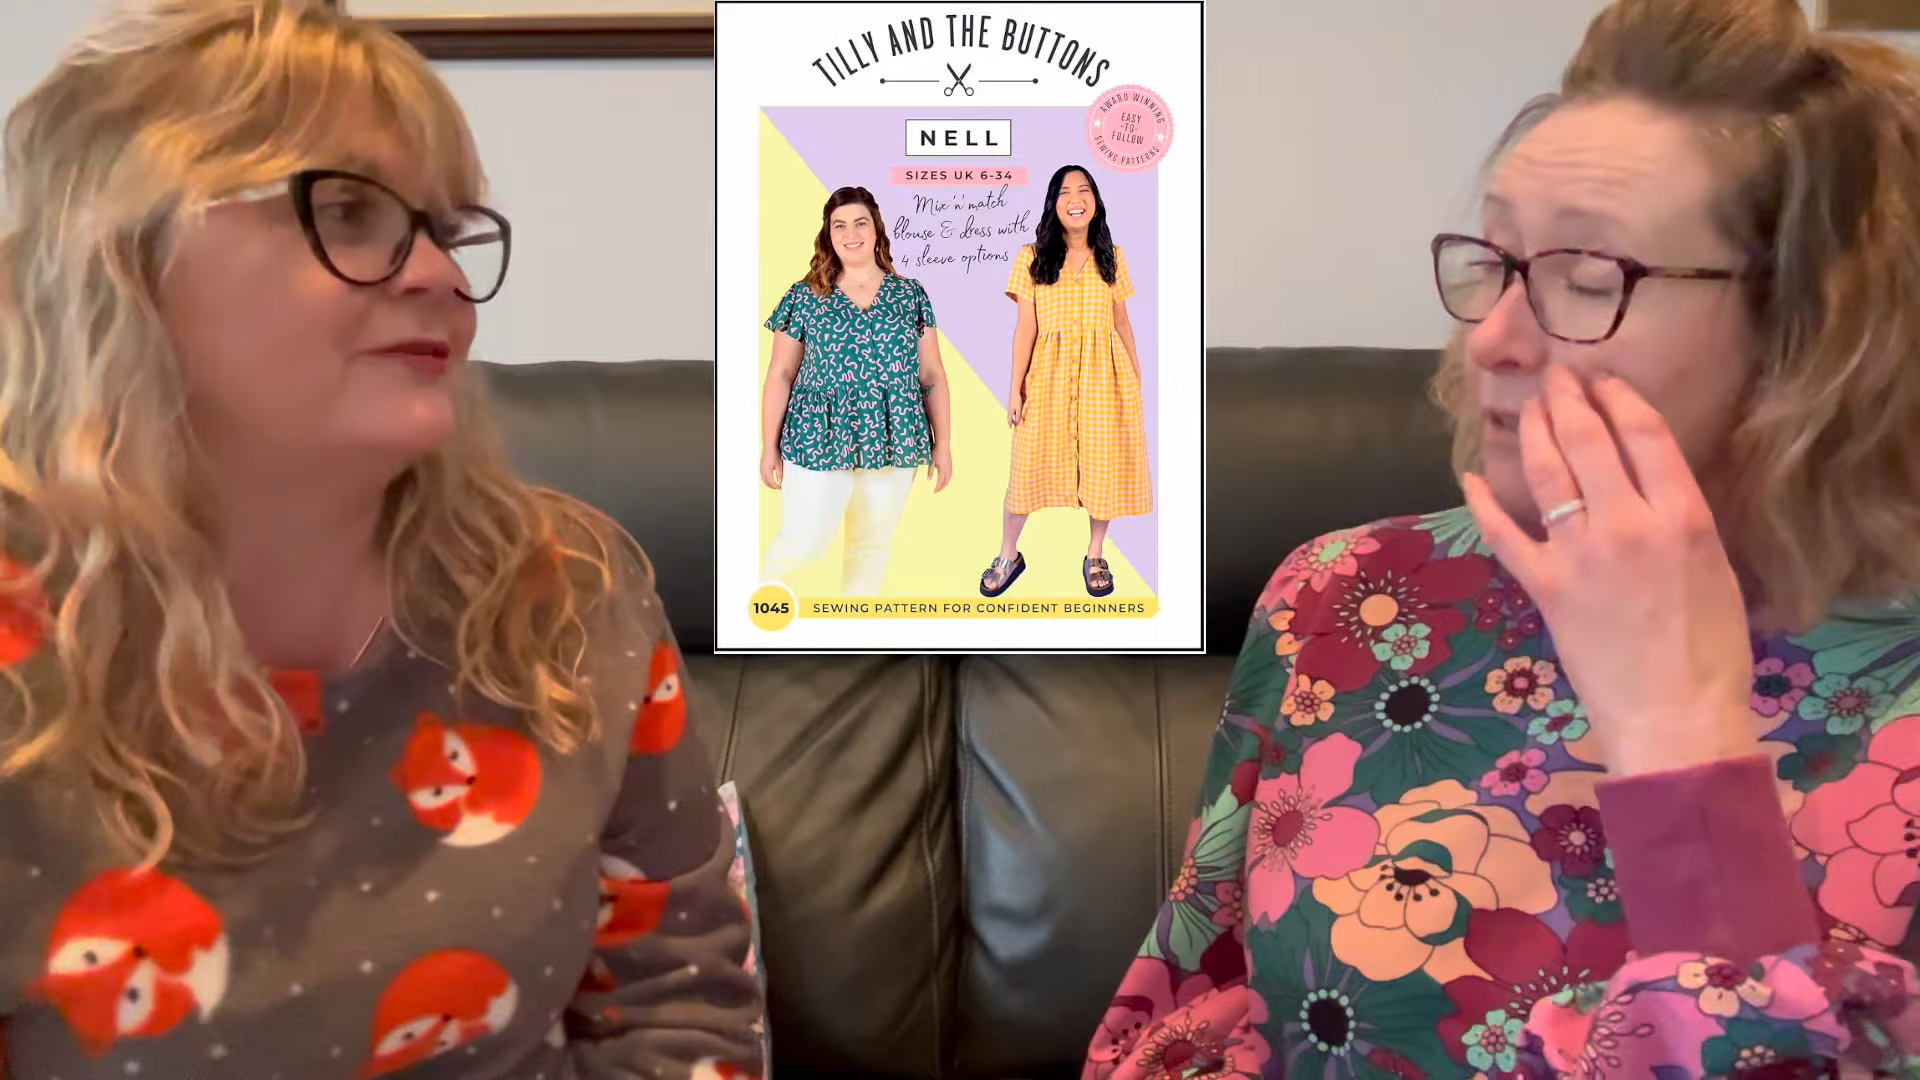 TILLY AND THE BUTTONS
AWARD WINNING
EASY
-TO-
FOLLOW
SEWING PATTERNS
NELL
SIZES UK 6-34
Mix 'n' match
blouse & dress with
4 sleeve options
1045
SEWING PATTERN FOR CONFIDENT BEGINNERS